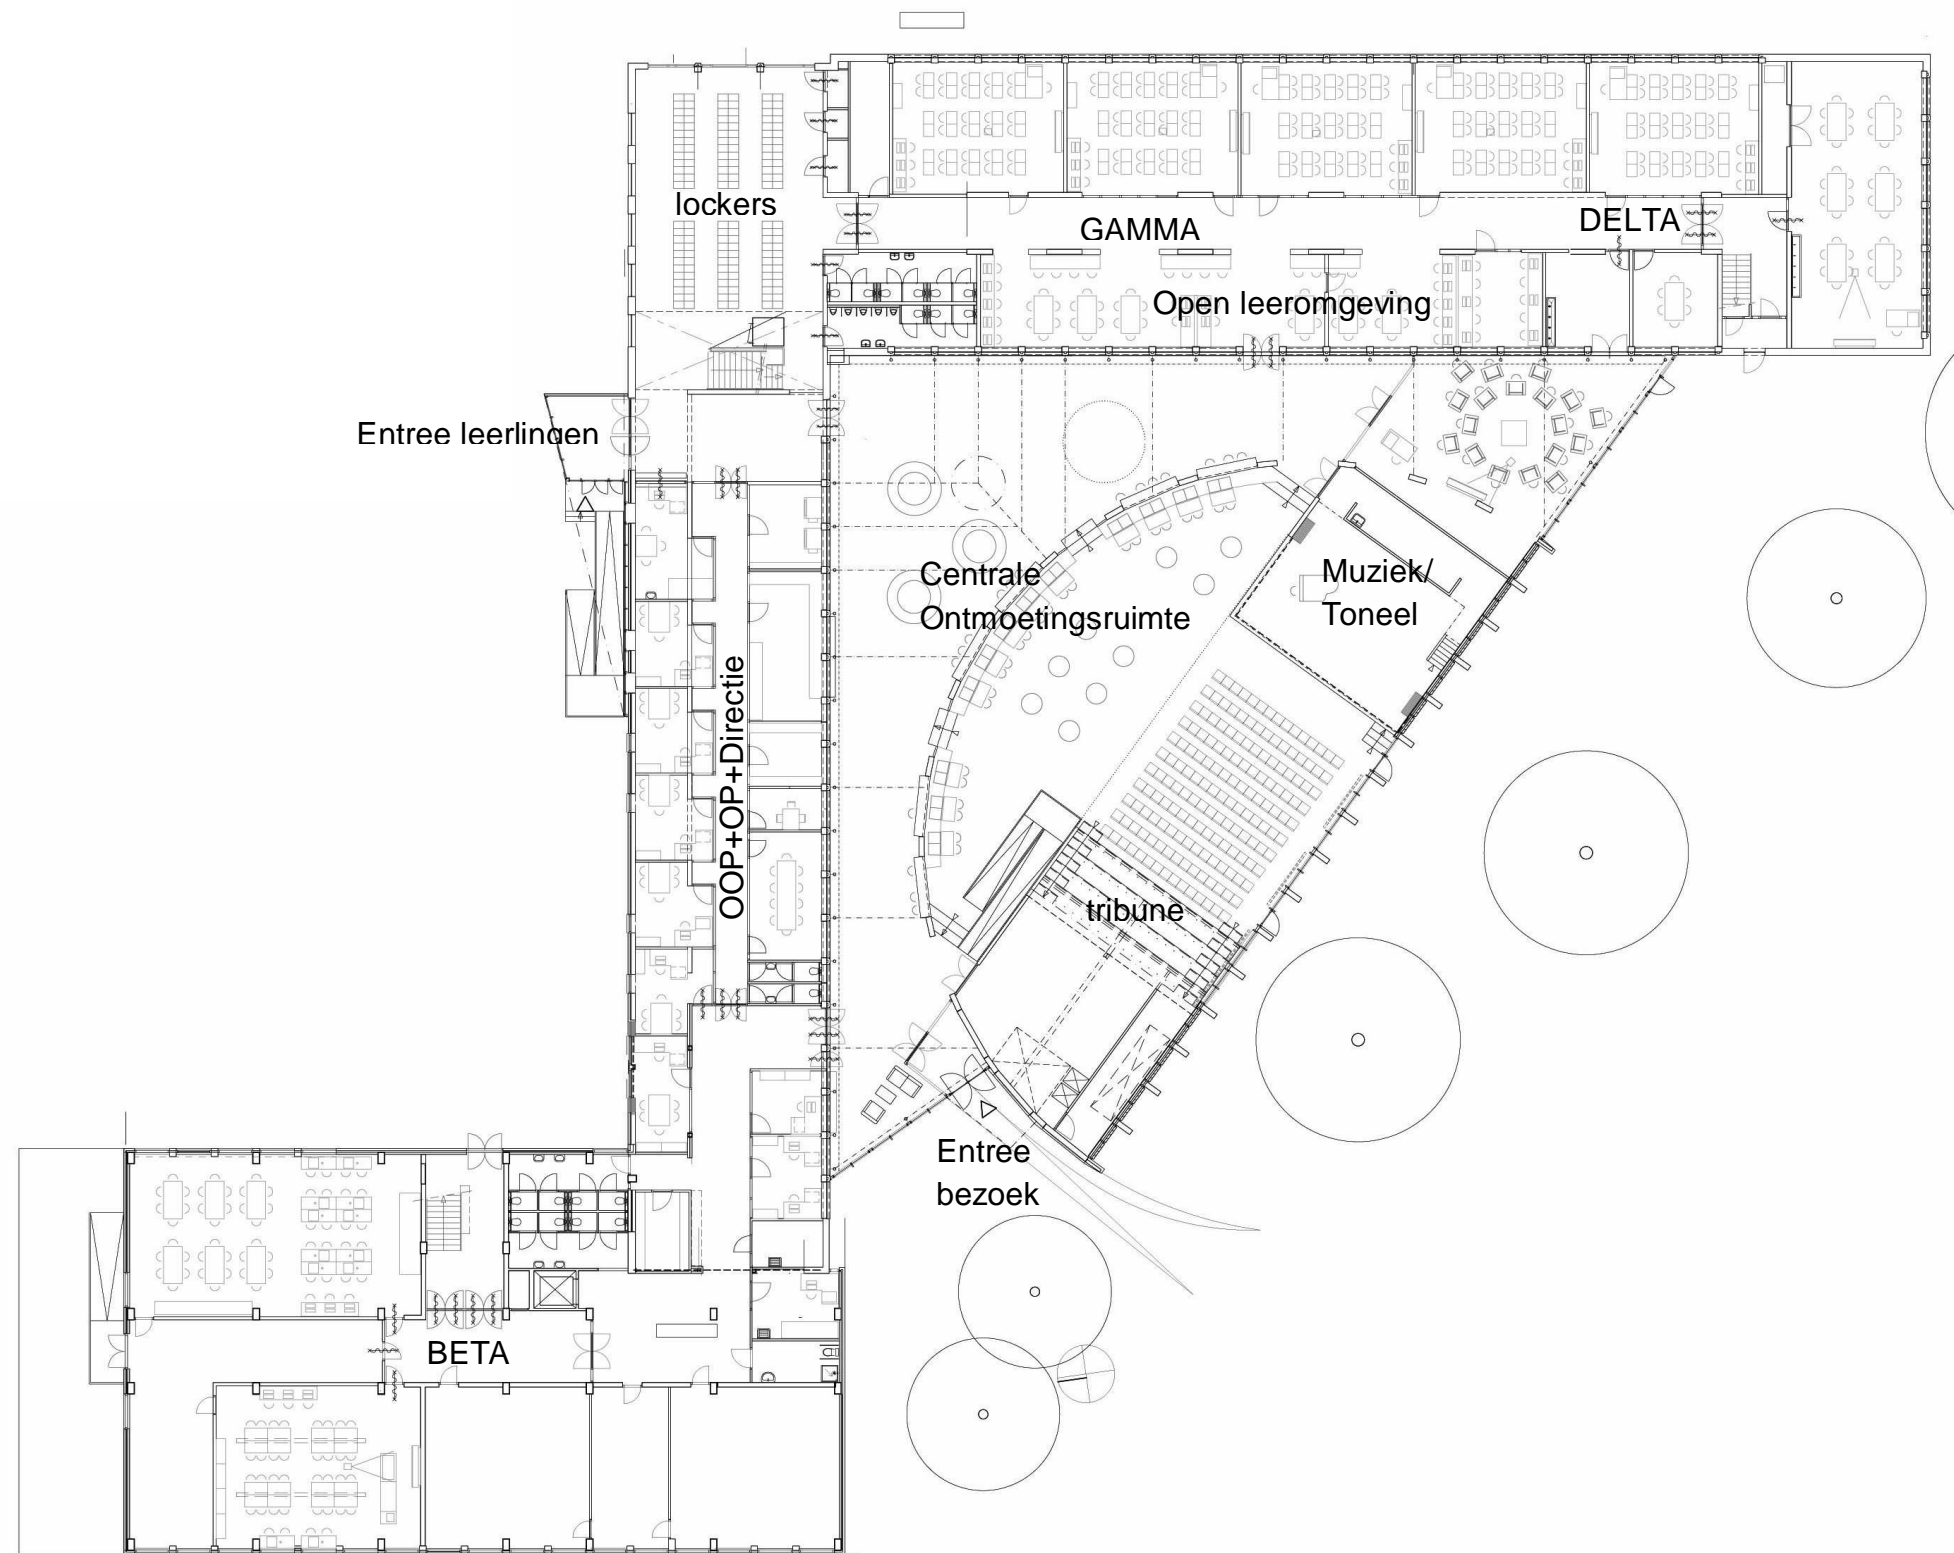 lockers
GAMMA
DELTA
Open leeromgeving
Entree leerlingen
Centrale
Ontmoetingsruimte
Muziek/
Toneel
OOP+OP+Directie
tribune
Entree
bezoek
BETA